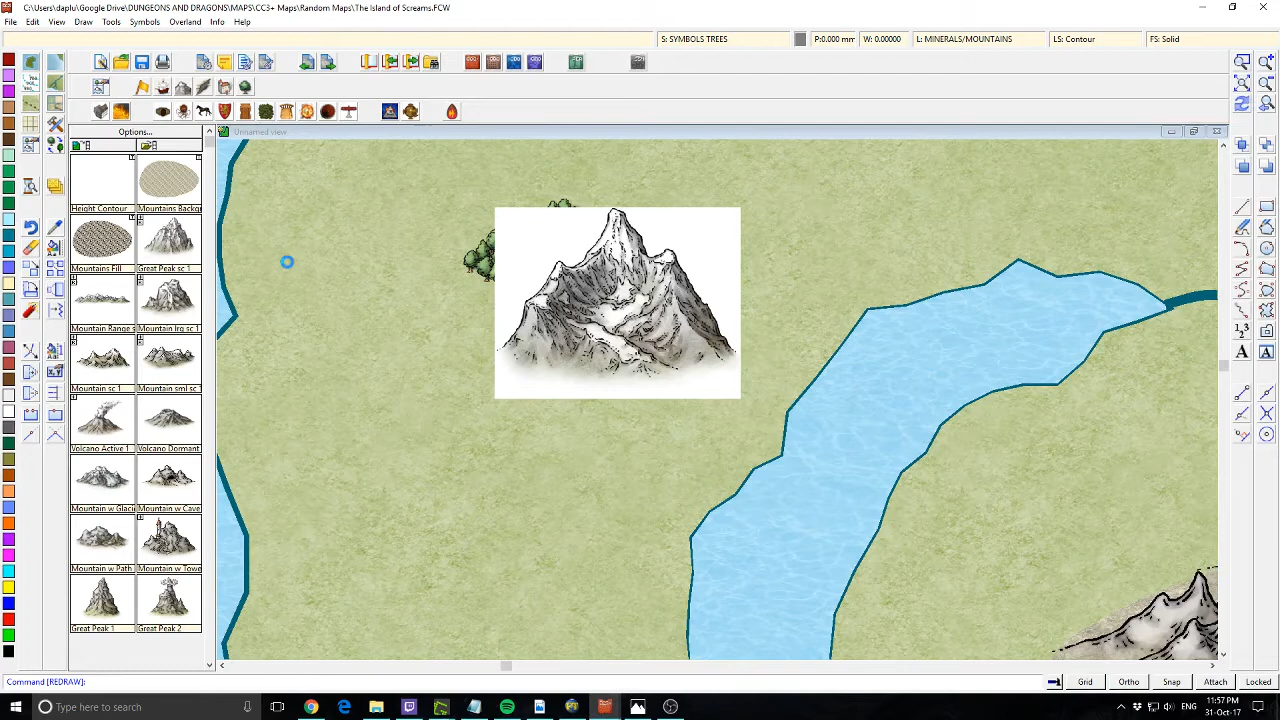 C:\Users\daplu\Google Drive\DUNGEONS AND DRAGONS\MAPS\CC3+ Maps\Random Maps\The Island of Screams.FCW
File Edit View Draw Tools Symbols Overland Info Help
S: SYMBOLS TREES P:0.000 mm W: 0.00000 L: MINERALS/MOUNTAINS LS: Contour FS: Solid
Options... Unnamed view
Height Contour Mountains Backg
Mountains Fill Great Peak sc 1
Mountain Range s Mountain lrg sc 1
Mountain sc 1 Mountain sml sc 1
Volcano Active 1 Volcano Dormant
Mountain w Glaci Mountain w Cave
Mountain w Path Mountain w Towe
Great Peak 1 Great Peak 2
Command [REDRAW]: Grid Ortho Snap Attach Locked
Type here to search
11:57 PM
31-Oct-17